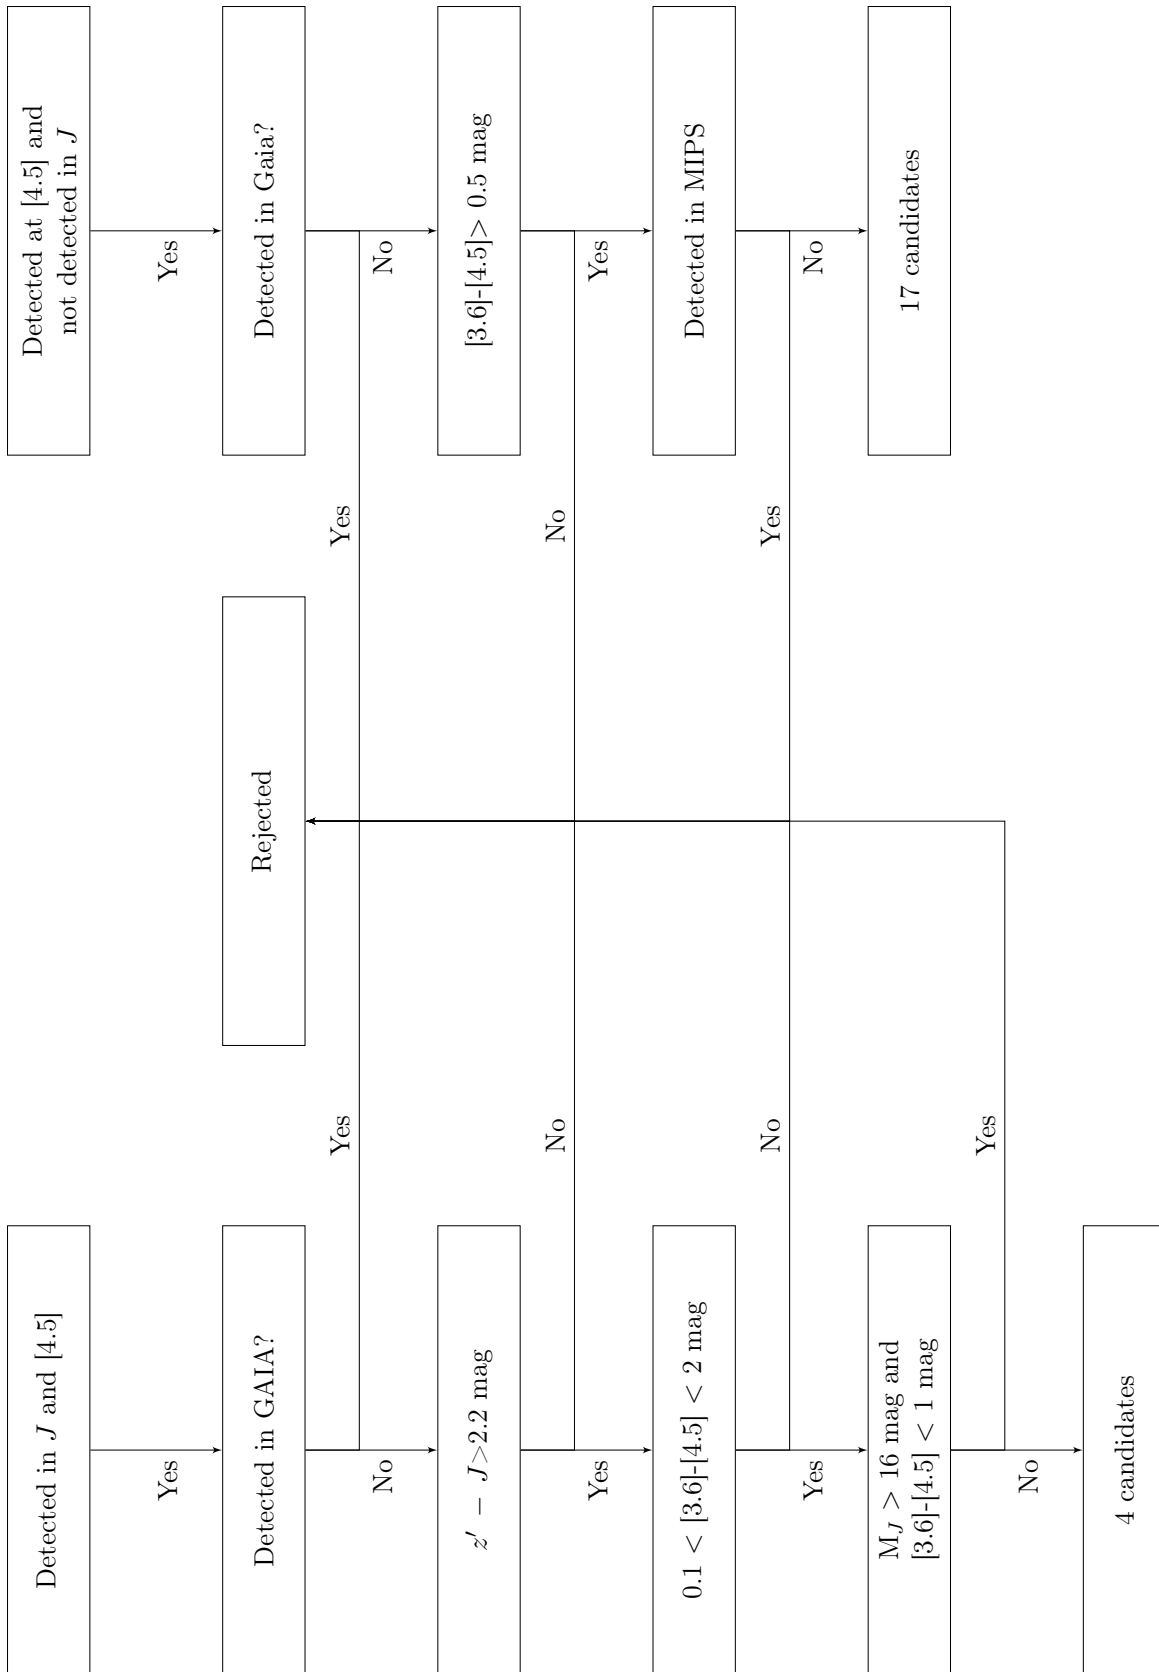 Detected in J and [4.5]
Yes
Detected in GAIA?
Yes
No
z′ − J>2.2 mag
No
Yes
0.1 < [3.6]-[4.5] < 2 mag
No
Yes
M_J > 16 mag and
[3.6]-[4.5] < 1 mag
Yes
No
4 candidates
Rejected
Detected at [4.5] and
not detected in J
Yes
Detected in Gaia?
Yes
No
[3.6]-[4.5]> 0.5 mag
No
Yes
Detected in MIPS
Yes
No
17 candidates